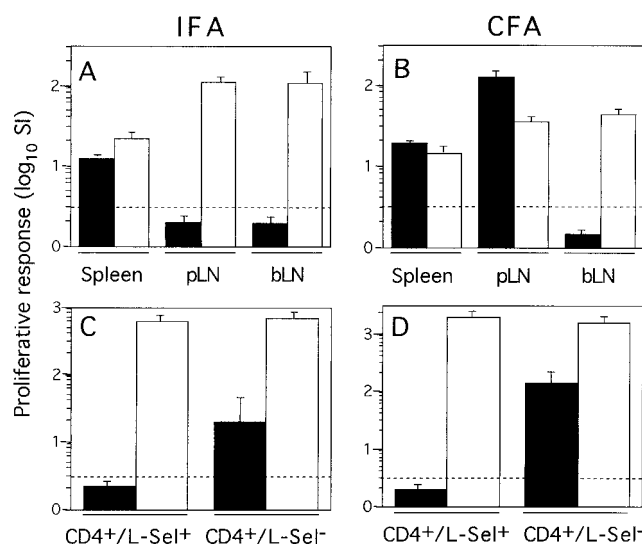 IFA CFA
Proliferative response (log₁₀ SI)
A B
2 2
1 1
0 0
Spleen pLN bLN Spleen pLN bLN
C D
3 3
2 2
1 1
0 0
CD4⁺/L-Sel⁺ CD4⁺/L-Sel⁻ CD4⁺/L-Sel⁺ CD4⁺/L-Sel⁻